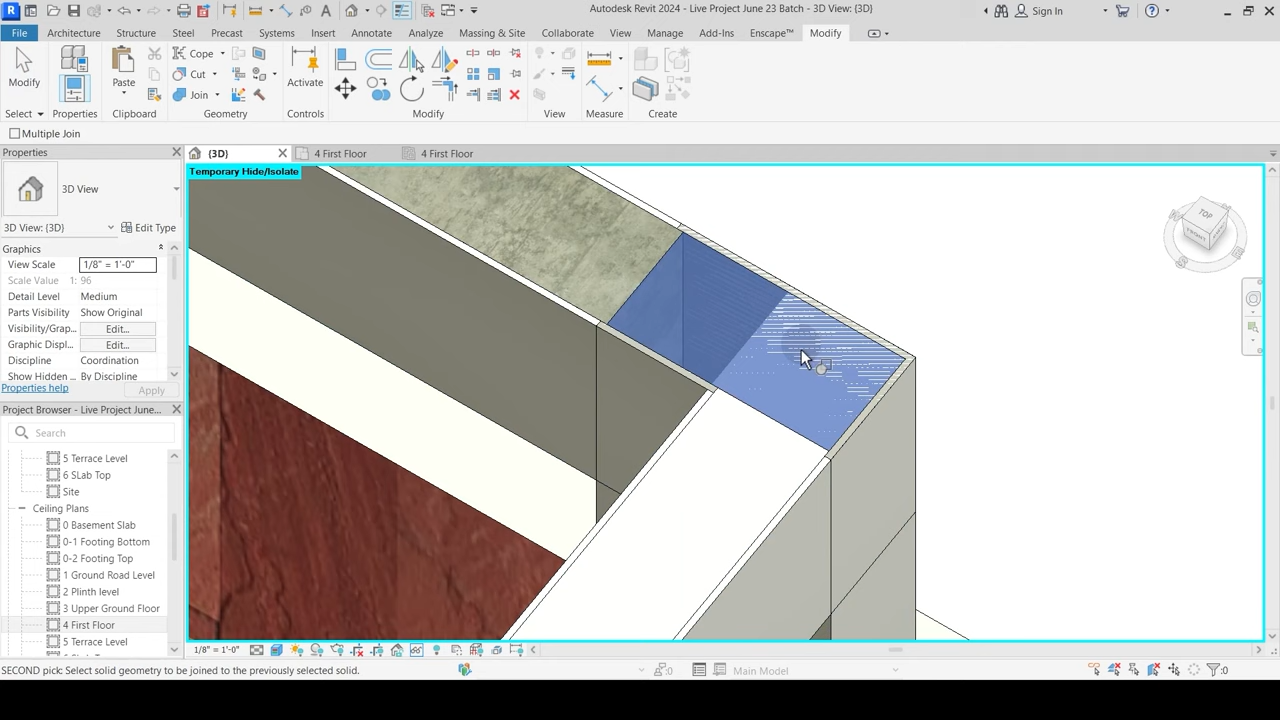 Autodesk Revit 2024 - Live Project June 23 Batch - 3D View: {3D}
Sign In
File Architecture Structure Steel Precast Systems Insert Annotate Analyze Massing & Site Collaborate View Manage Add-Ins Enscape™ Modify
Modify
Paste
Cope
Cut
Join
Activate
Select Properties Clipboard Geometry Controls Modify View Measure Create
Multiple Join
Properties
{3D}
4 First Floor
4 First Floor
Temporary Hide/Isolate
3D View
3D View: {3D}
Edit Type
Graphics
View Scale 1/8" = 1'-0"
Scale Value 1: 96
Detail Level Medium
Parts Visibility Show Original
Visibility/Grap... Edit...
Graphic Displ... Edit...
Discipline Coordination
Show Hidden ... By Discipline
Properties help
Apply
Project Browser - Live Project June...
Search
5 Terrace Level
6 SLab Top
Site
Ceiling Plans
0 Basement Slab
0-1 Footing Bottom
0-2 Footing Top
1 Ground Road Level
2 Plinth level
3 Upper Ground Floor
4 First Floor
5 Terrace Level
TOP
FRONT
1/8" = 1'-0"
SECOND pick: Select solid geometry to be joined to the previously selected solid.
:0
Main Model
:0